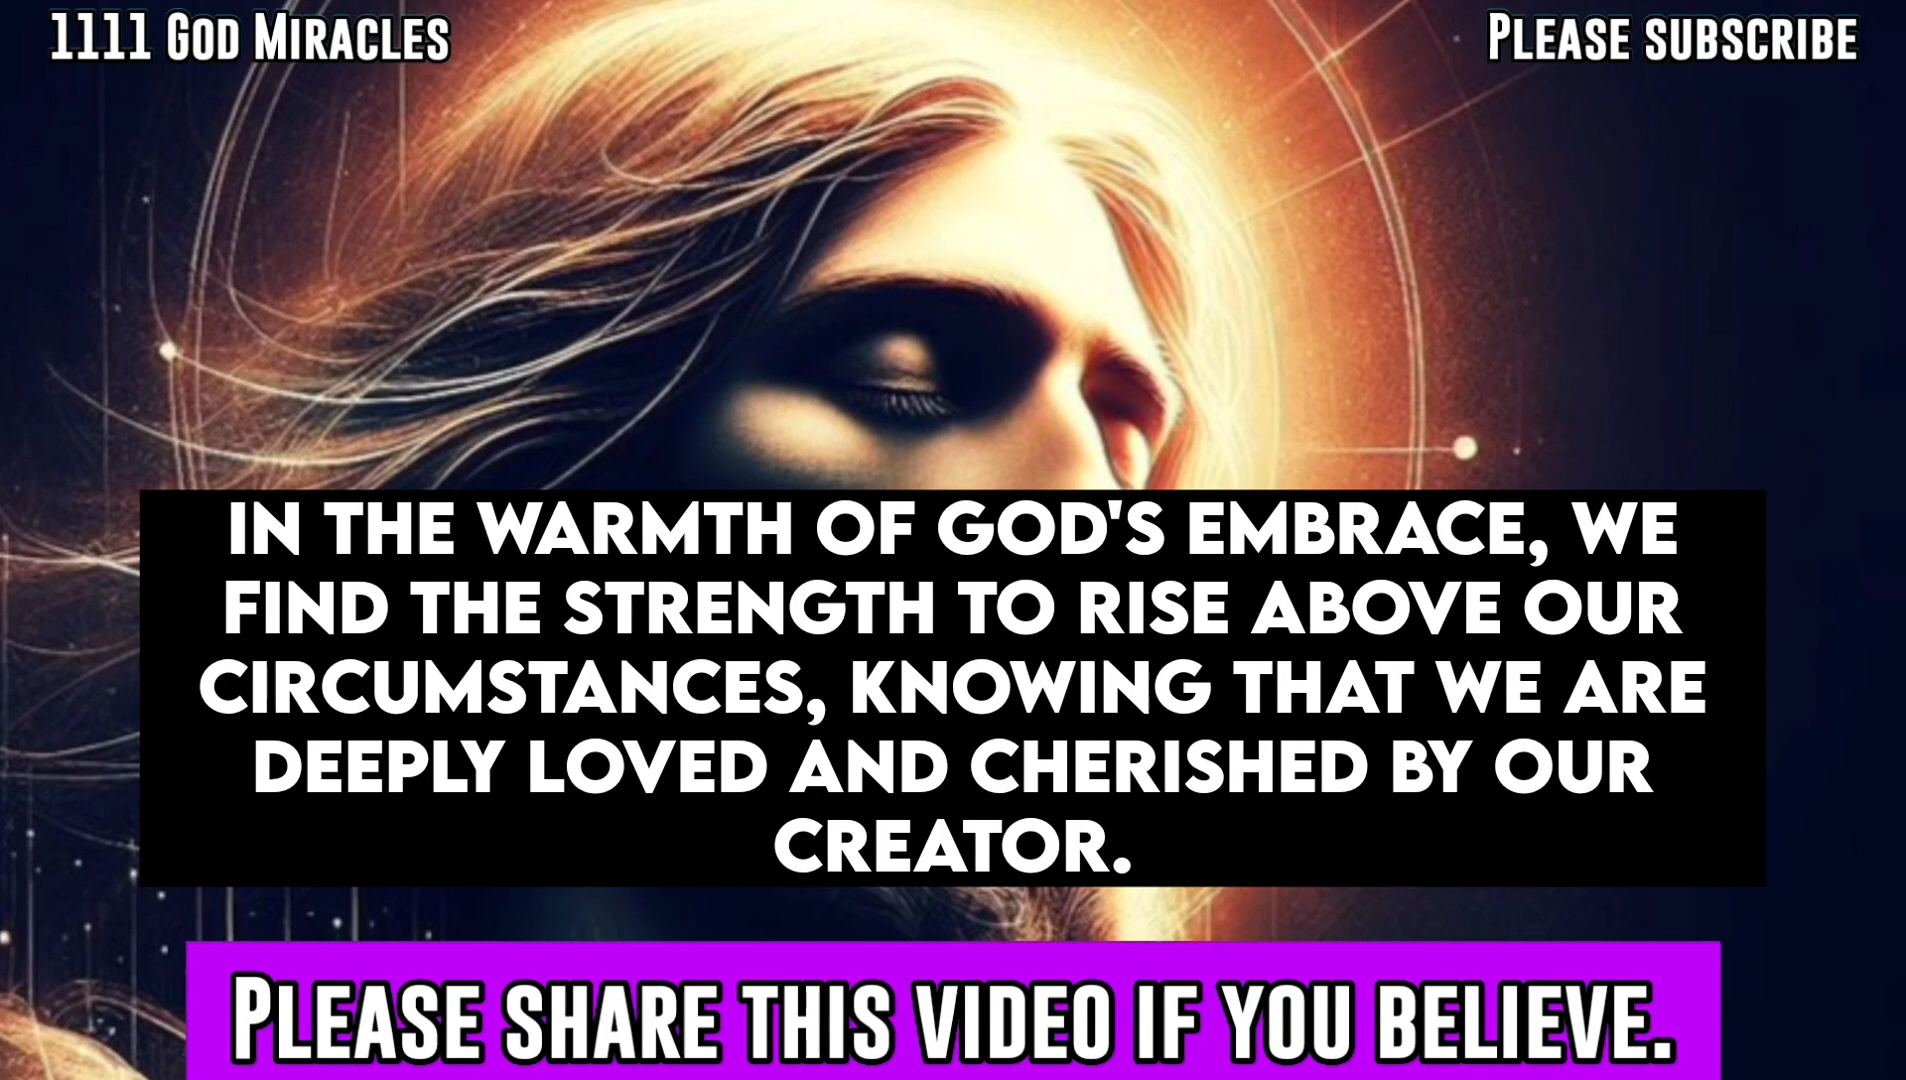 1111 God Miracles
Please subscribe
IN THE WARMTH OF GOD'S EMBRACE, WE
FIND THE STRENGTH TO RISE ABOVE OUR
CIRCUMSTANCES, KNOWING THAT WE ARE
DEEPLY LOVED AND CHERISHED BY OUR
CREATOR.
Please share this video if you believe.